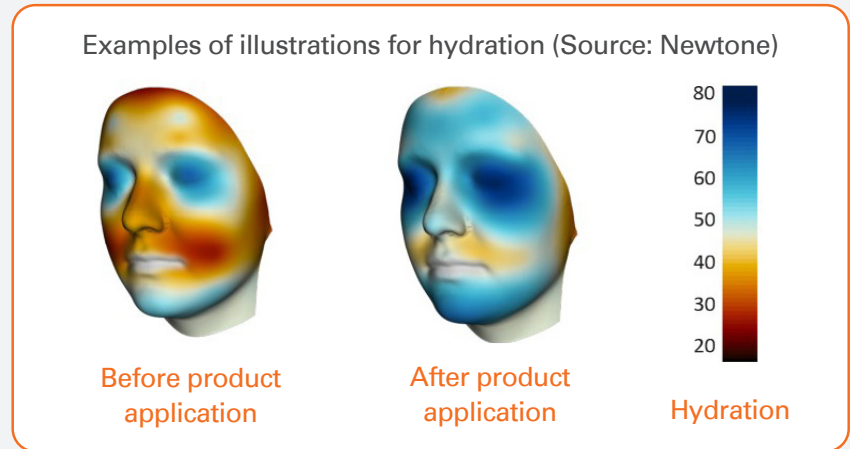 Examples of illustrations for hydration (Source: Newtone)
80
70
60
50
40
30
20
Before product
application
After product
application
Hydration